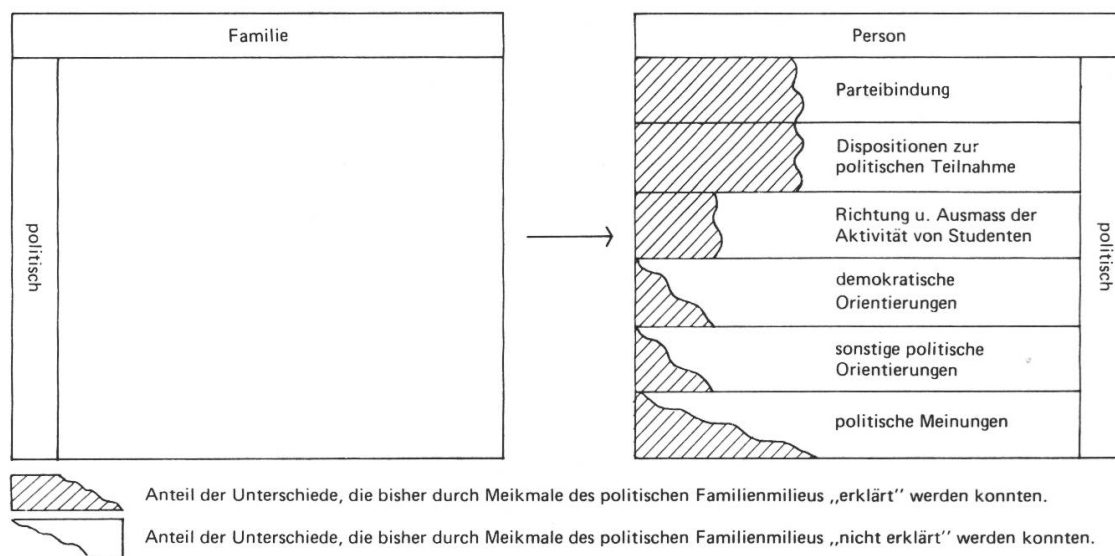 Familie
politisch
Person
Parteibindung
Dispositionen zur
politischen Teilnahme
Richtung u. Ausmass der
Aktivität von Studenten
demokratische
Orientierungen
sonstige politische
Orientierungen
politische Meinungen
politisch
Anteil der Unterschiede, die bisher durch Meikmale des politischen Familienmilieus „erklärt” werden konnten.
Anteil der Unterschiede, die bisher durch Meikmale des politischen Familienmilieus „nicht erklärt” werden konnten.